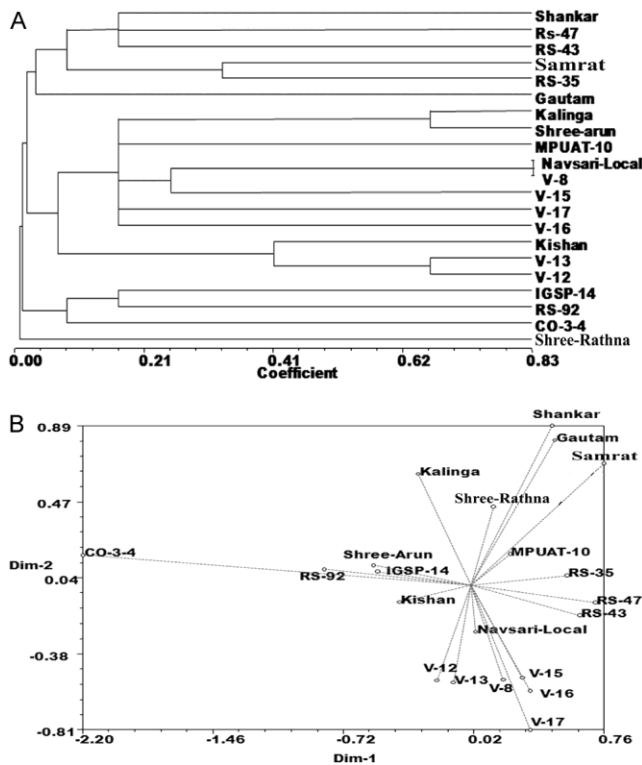 A
Shankar
Rs-47
RS-43
Samrat
RS-35
Gautam
Kalinga
Shree-arun
MPUAT-10
Navsari-Local
V-8
V-15
V-17
V-16
Kishan
V-13
V-12
IGSP-14
RS-92
CO-3-4
Shree-Rathna
0.00 0.21 0.41 0.62 0.83
Coefficient
B
Shankar
0.89
Gautam
Samrat
Kalinga
0.47
Shree-Rathna
CO-3-4
Shree-Arun
MPUAT-10
Dim-2
RS-92
IGSP-14
RS-35
0.04
Kishan
RS-47
RS-43
Navsari-Local
-0.38
V-12
V-13
V-8
V-15
V-16
V-17
-0.81
-2.20 -1.46 -0.72 0.02 0.76
Dim-1